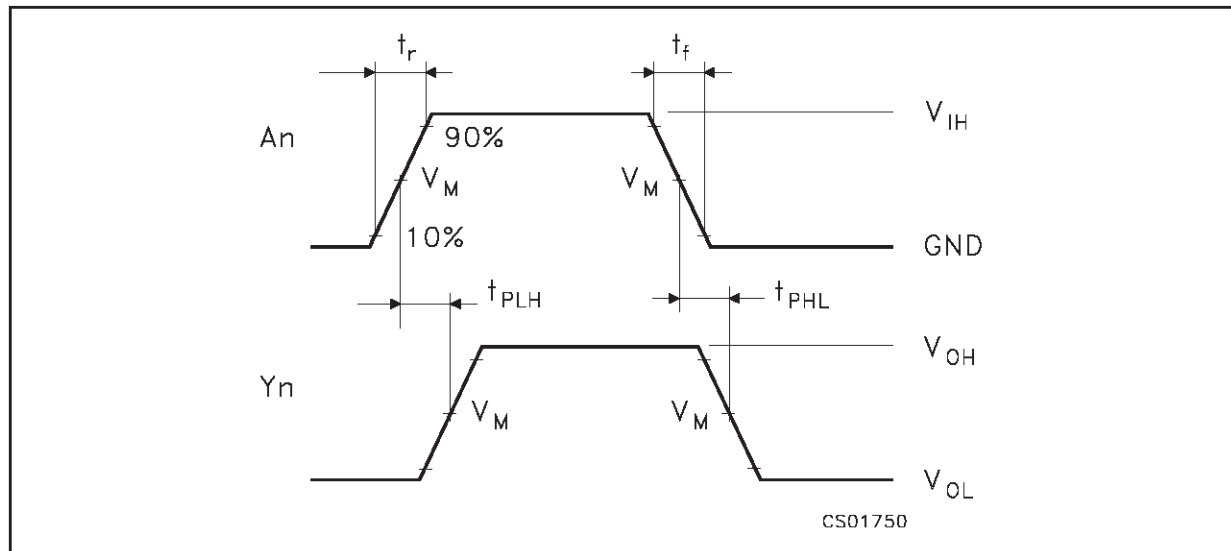 t_r t_f
V_IH
An 90%
V_M V_M
10%
GND
t_PLH t_PHL
V_OH
Yn
V_M V_M
V_OL
CS01750